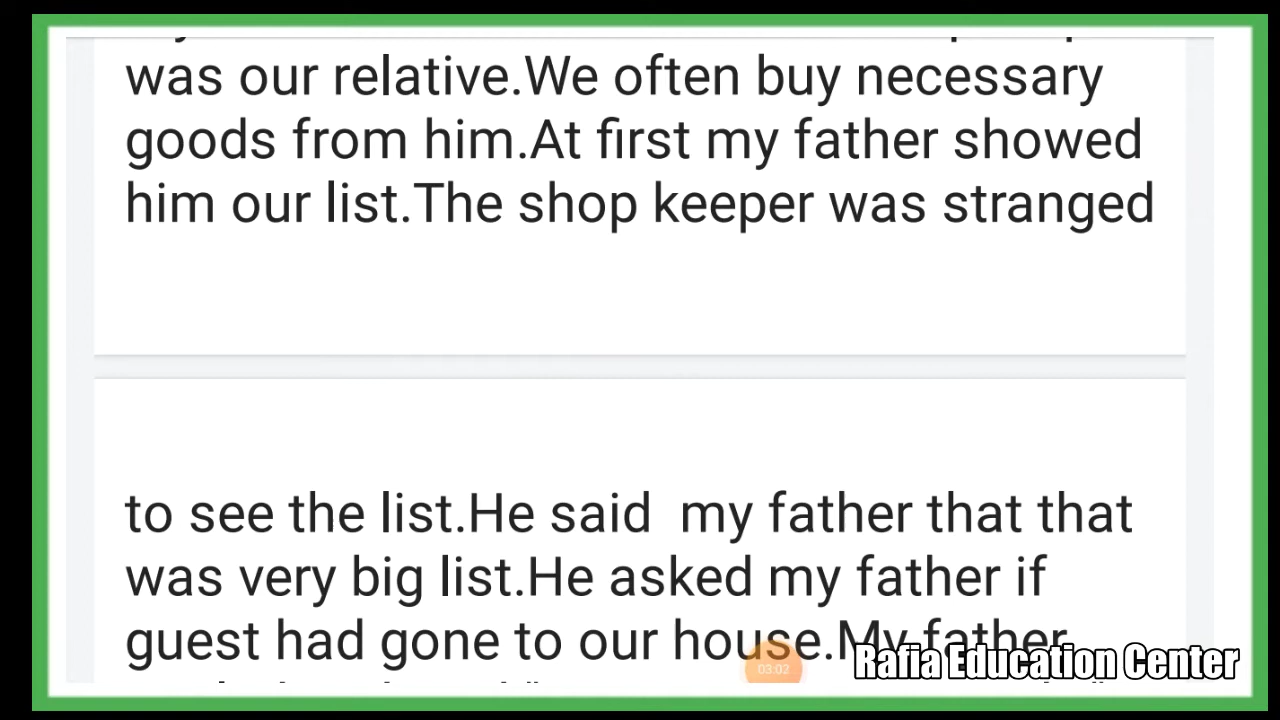 was our relative.We often buy necessary
goods from him.At first my father showed
him our list.The shop keeper was stranged
to see the list.He said  my father that that
was very big list.He asked my father if
guest had gone to our house.My father
03:03
Rafia Education Center